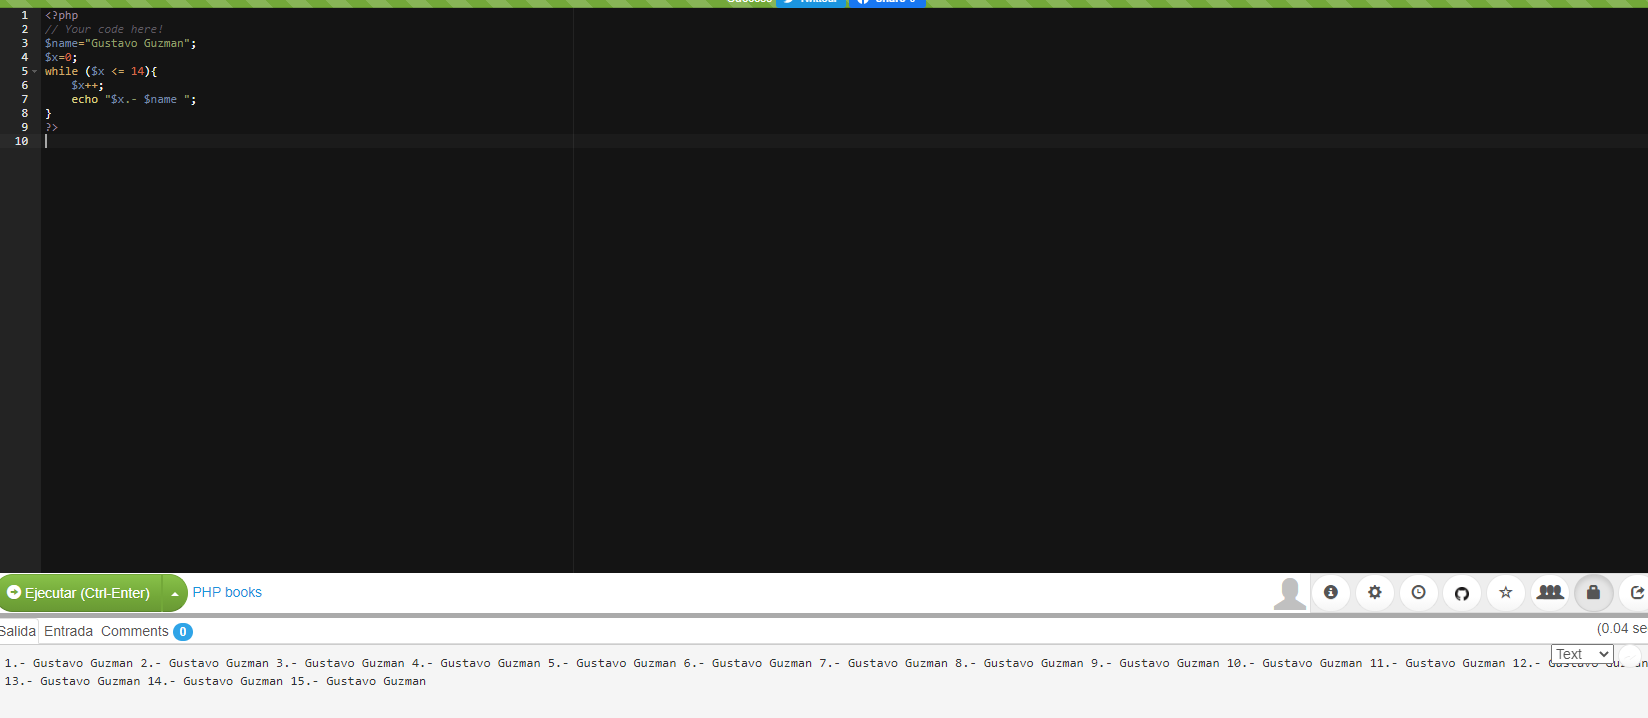 1 <?php
2 // Your code here!
3 $name="Gustavo Guzman";
4 $x=0;
5 while ($x <= 14){
6 $x++;
7 echo "$x.- $name ";
8 }
9 ?>
10
Ejecutar (Ctrl-Enter) PHP books
Salida Entrada Comments 0
(0.04 se
Text
1.- Gustavo Guzman 2.- Gustavo Guzman 3.- Gustavo Guzman 4.- Gustavo Guzman 5.- Gustavo Guzman 6.- Gustavo Guzman 7.- Gustavo Guzman 8.- Gustavo Guzman 9.- Gustavo Guzman 10.- Gustavo Guzman 11.- Gustavo Guzman 12.- Gustavo Guzman
13.- Gustavo Guzman 14.- Gustavo Guzman 15.- Gustavo Guzman